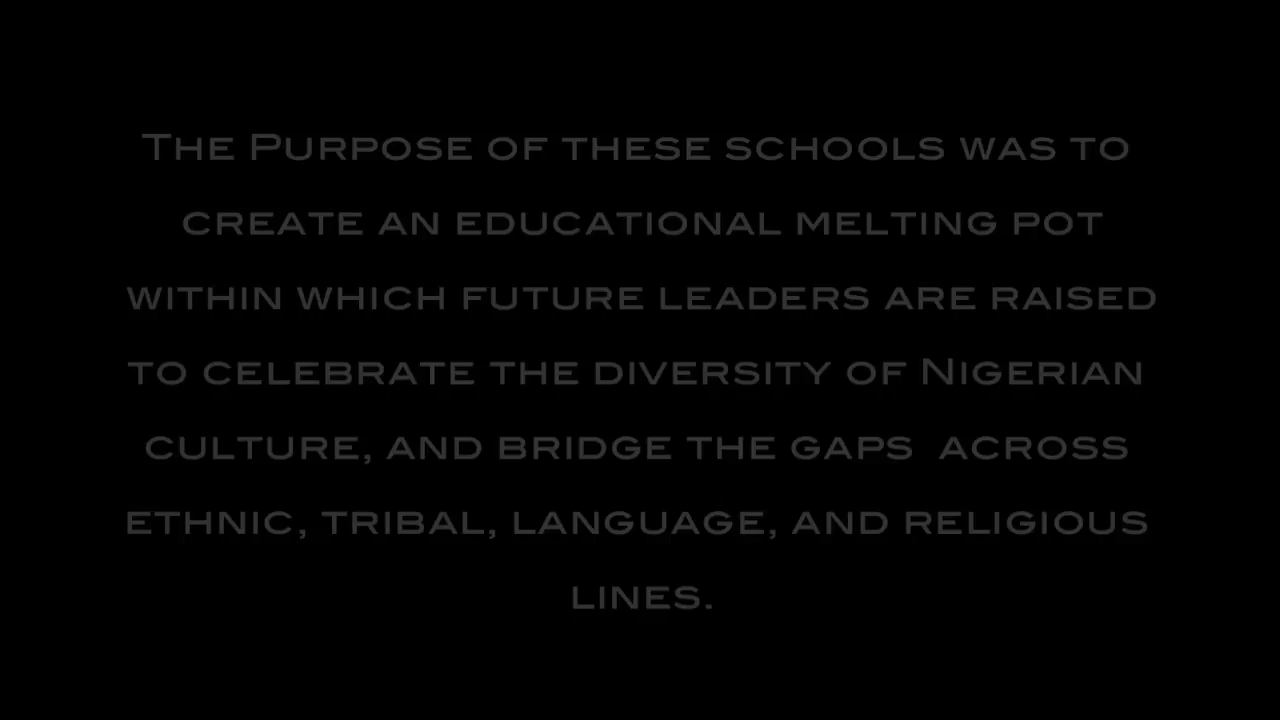 The Purpose of these schools was to
create an educational melting pot
within which future leaders are raised
to celebrate the diversity of Nigerian
culture, and bridge the gaps  across
ethnic, tribal, language, and religious
lines.